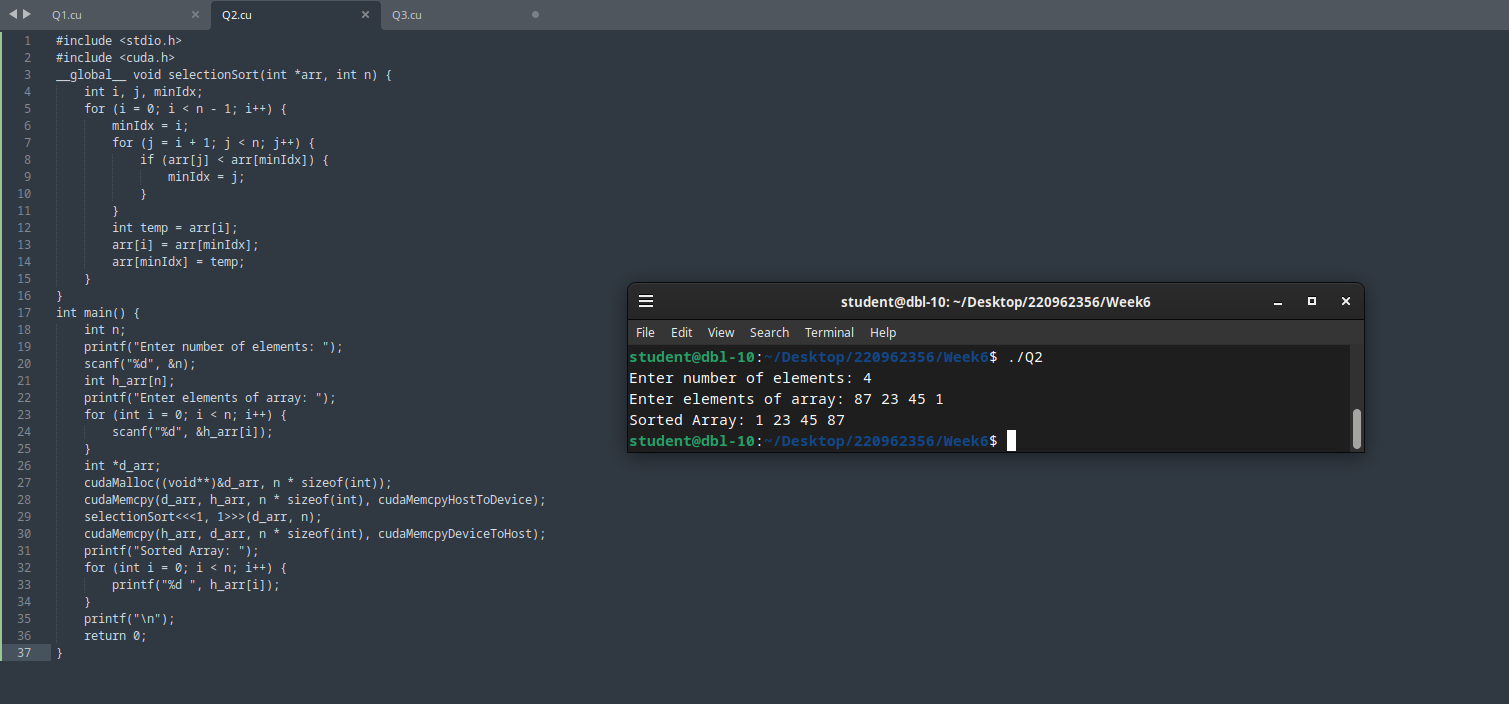 Q1.cu
Q2.cu
Q3.cu
1 #include <stdio.h>
2 #include <cuda.h>
3 __global__ void selectionSort(int *arr, int n) {
4     int i, j, minIdx;
5     for (i = 0; i < n - 1; i++) {
6         minIdx = i;
7         for (j = i + 1; j < n; j++) {
8             if (arr[j] < arr[minIdx]) {
9                 minIdx = j;
10             }
11         }
12         int temp = arr[i];
13         arr[i] = arr[minIdx];
14         arr[minIdx] = temp;
15     }
16 }
17 int main() {
18     int n;
19     printf("Enter number of elements: ");
20     scanf("%d", &n);
21     int h_arr[n];
22     printf("Enter elements of array: ");
23     for (int i = 0; i < n; i++) {
24         scanf("%d", &h_arr[i]);
25     }
26     int *d_arr;
27     cudaMalloc((void**)&d_arr, n * sizeof(int));
28     cudaMemcpy(d_arr, h_arr, n * sizeof(int), cudaMemcpyHostToDevice);
29     selectionSort<<<1, 1>>>(d_arr, n);
30     cudaMemcpy(h_arr, d_arr, n * sizeof(int), cudaMemcpyDeviceToHost);
31     printf("Sorted Array: ");
32     for (int i = 0; i < n; i++) {
33         printf("%d ", h_arr[i]);
34     }
35     printf("\n");
36     return 0;
37 }
student@dbl-10: ~/Desktop/220962356/Week6
File Edit View Search Terminal Help
student@dbl-10:~/Desktop/220962356/Week6$ ./Q2
Enter number of elements: 4
Enter elements of array: 87 23 45 1
Sorted Array: 1 23 45 87
student@dbl-10:~/Desktop/220962356/Week6$